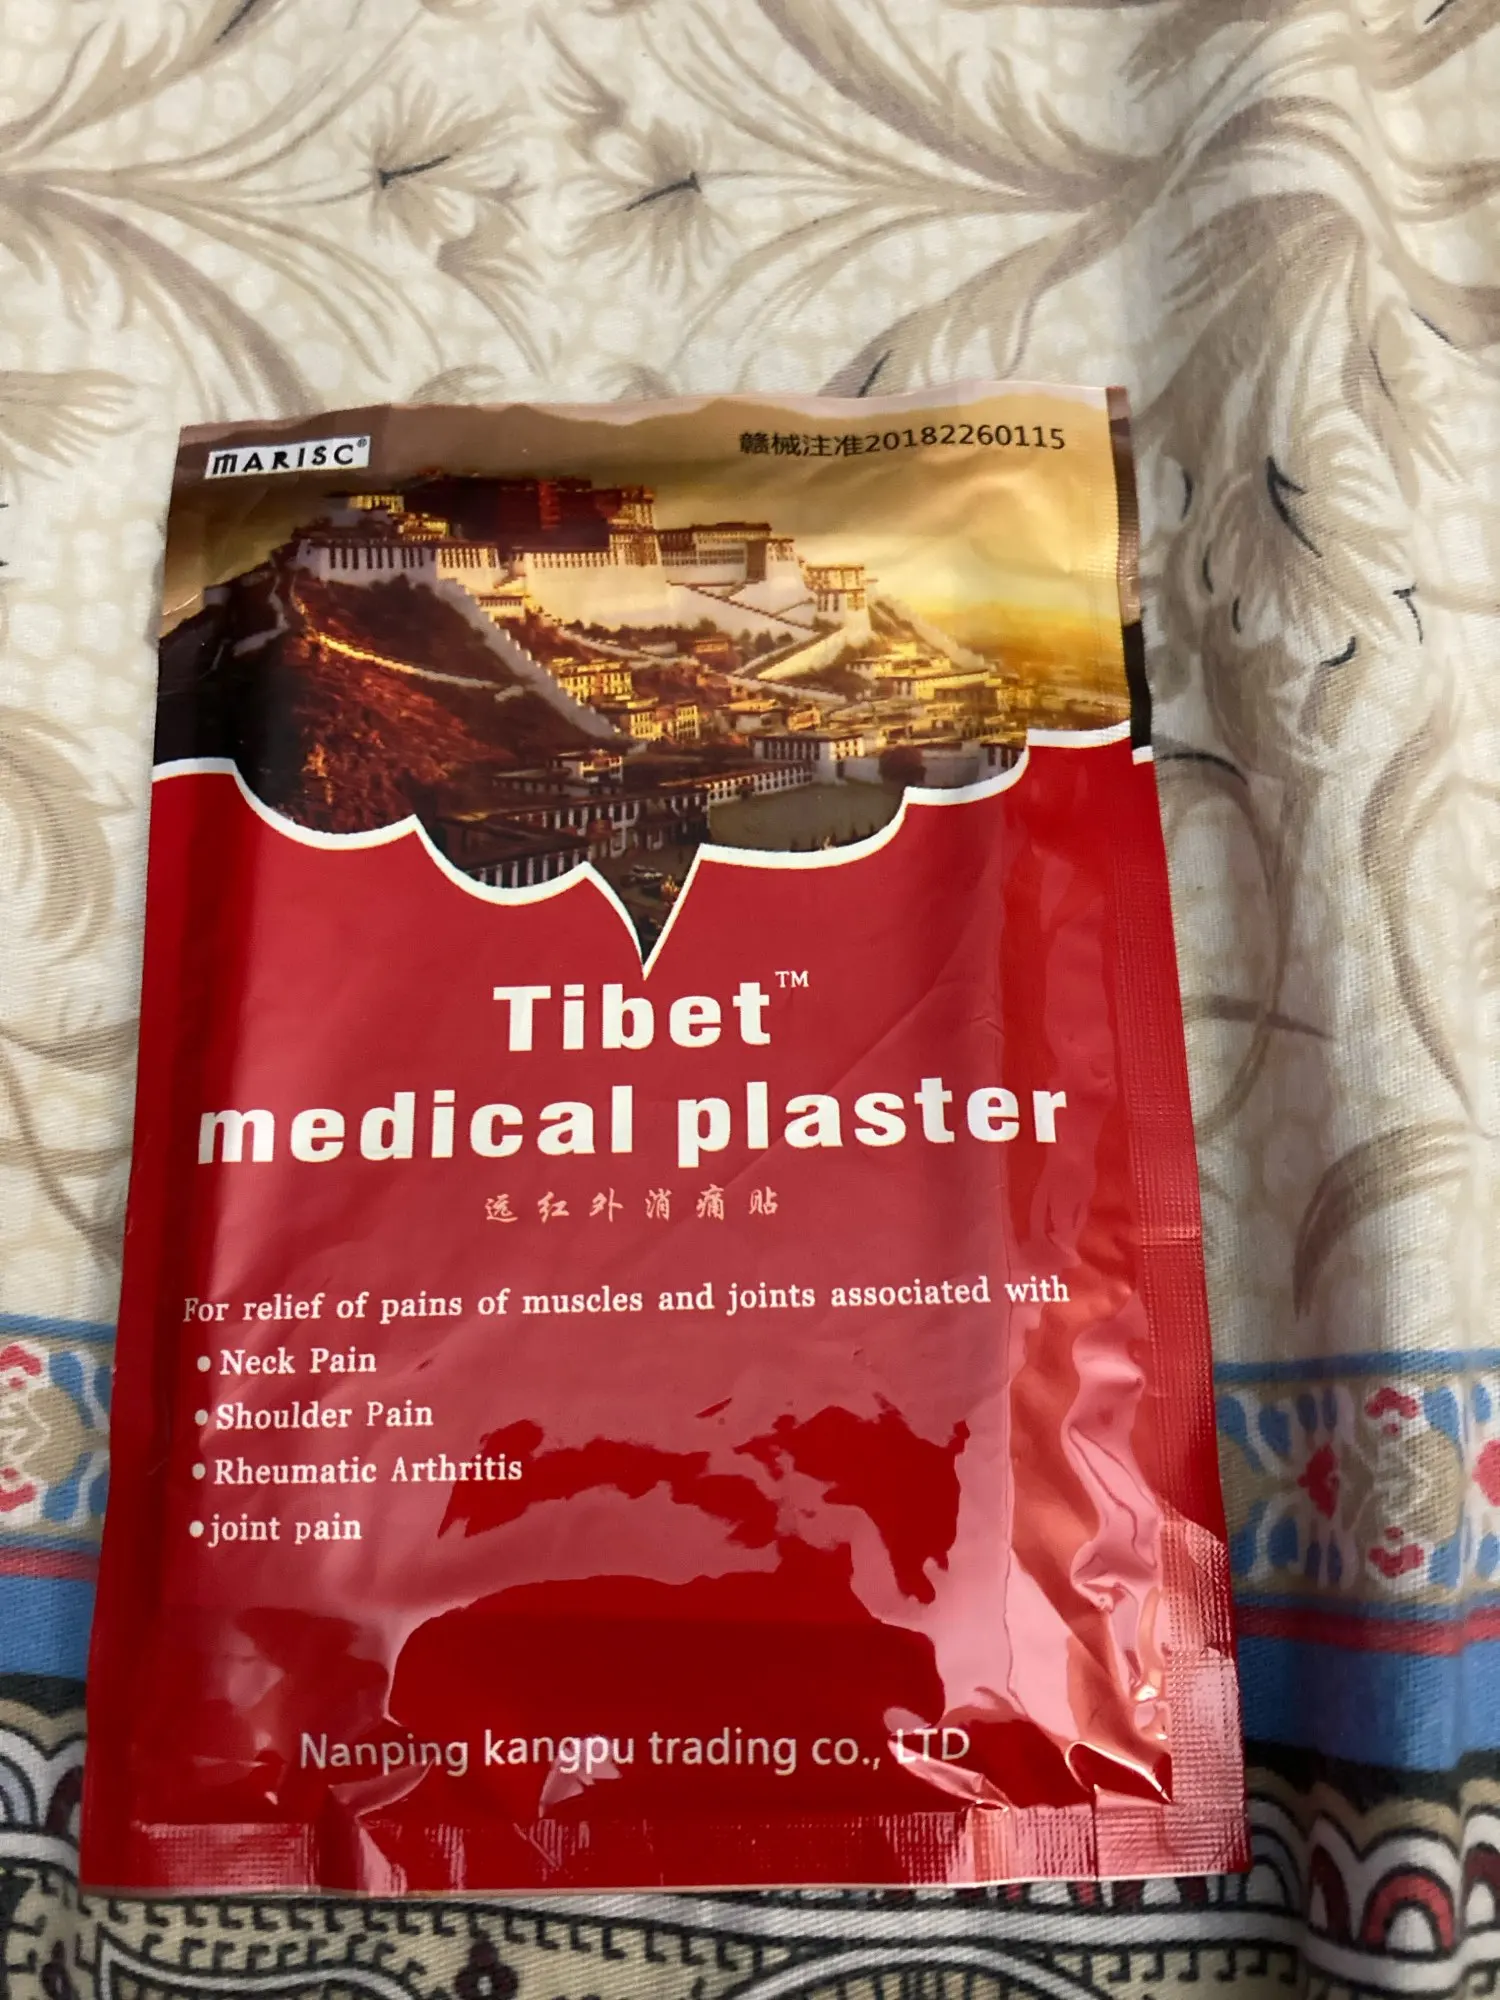 MARISC®
赣械注准20182260115
Tibet™
medical plaster
远红外消痛贴
For relief of pains of muscles and joints associated with
• Neck Pain
• Shoulder Pain
• Rheumatic Arthritis
• joint pain
Nanping kangpu trading co., LTD